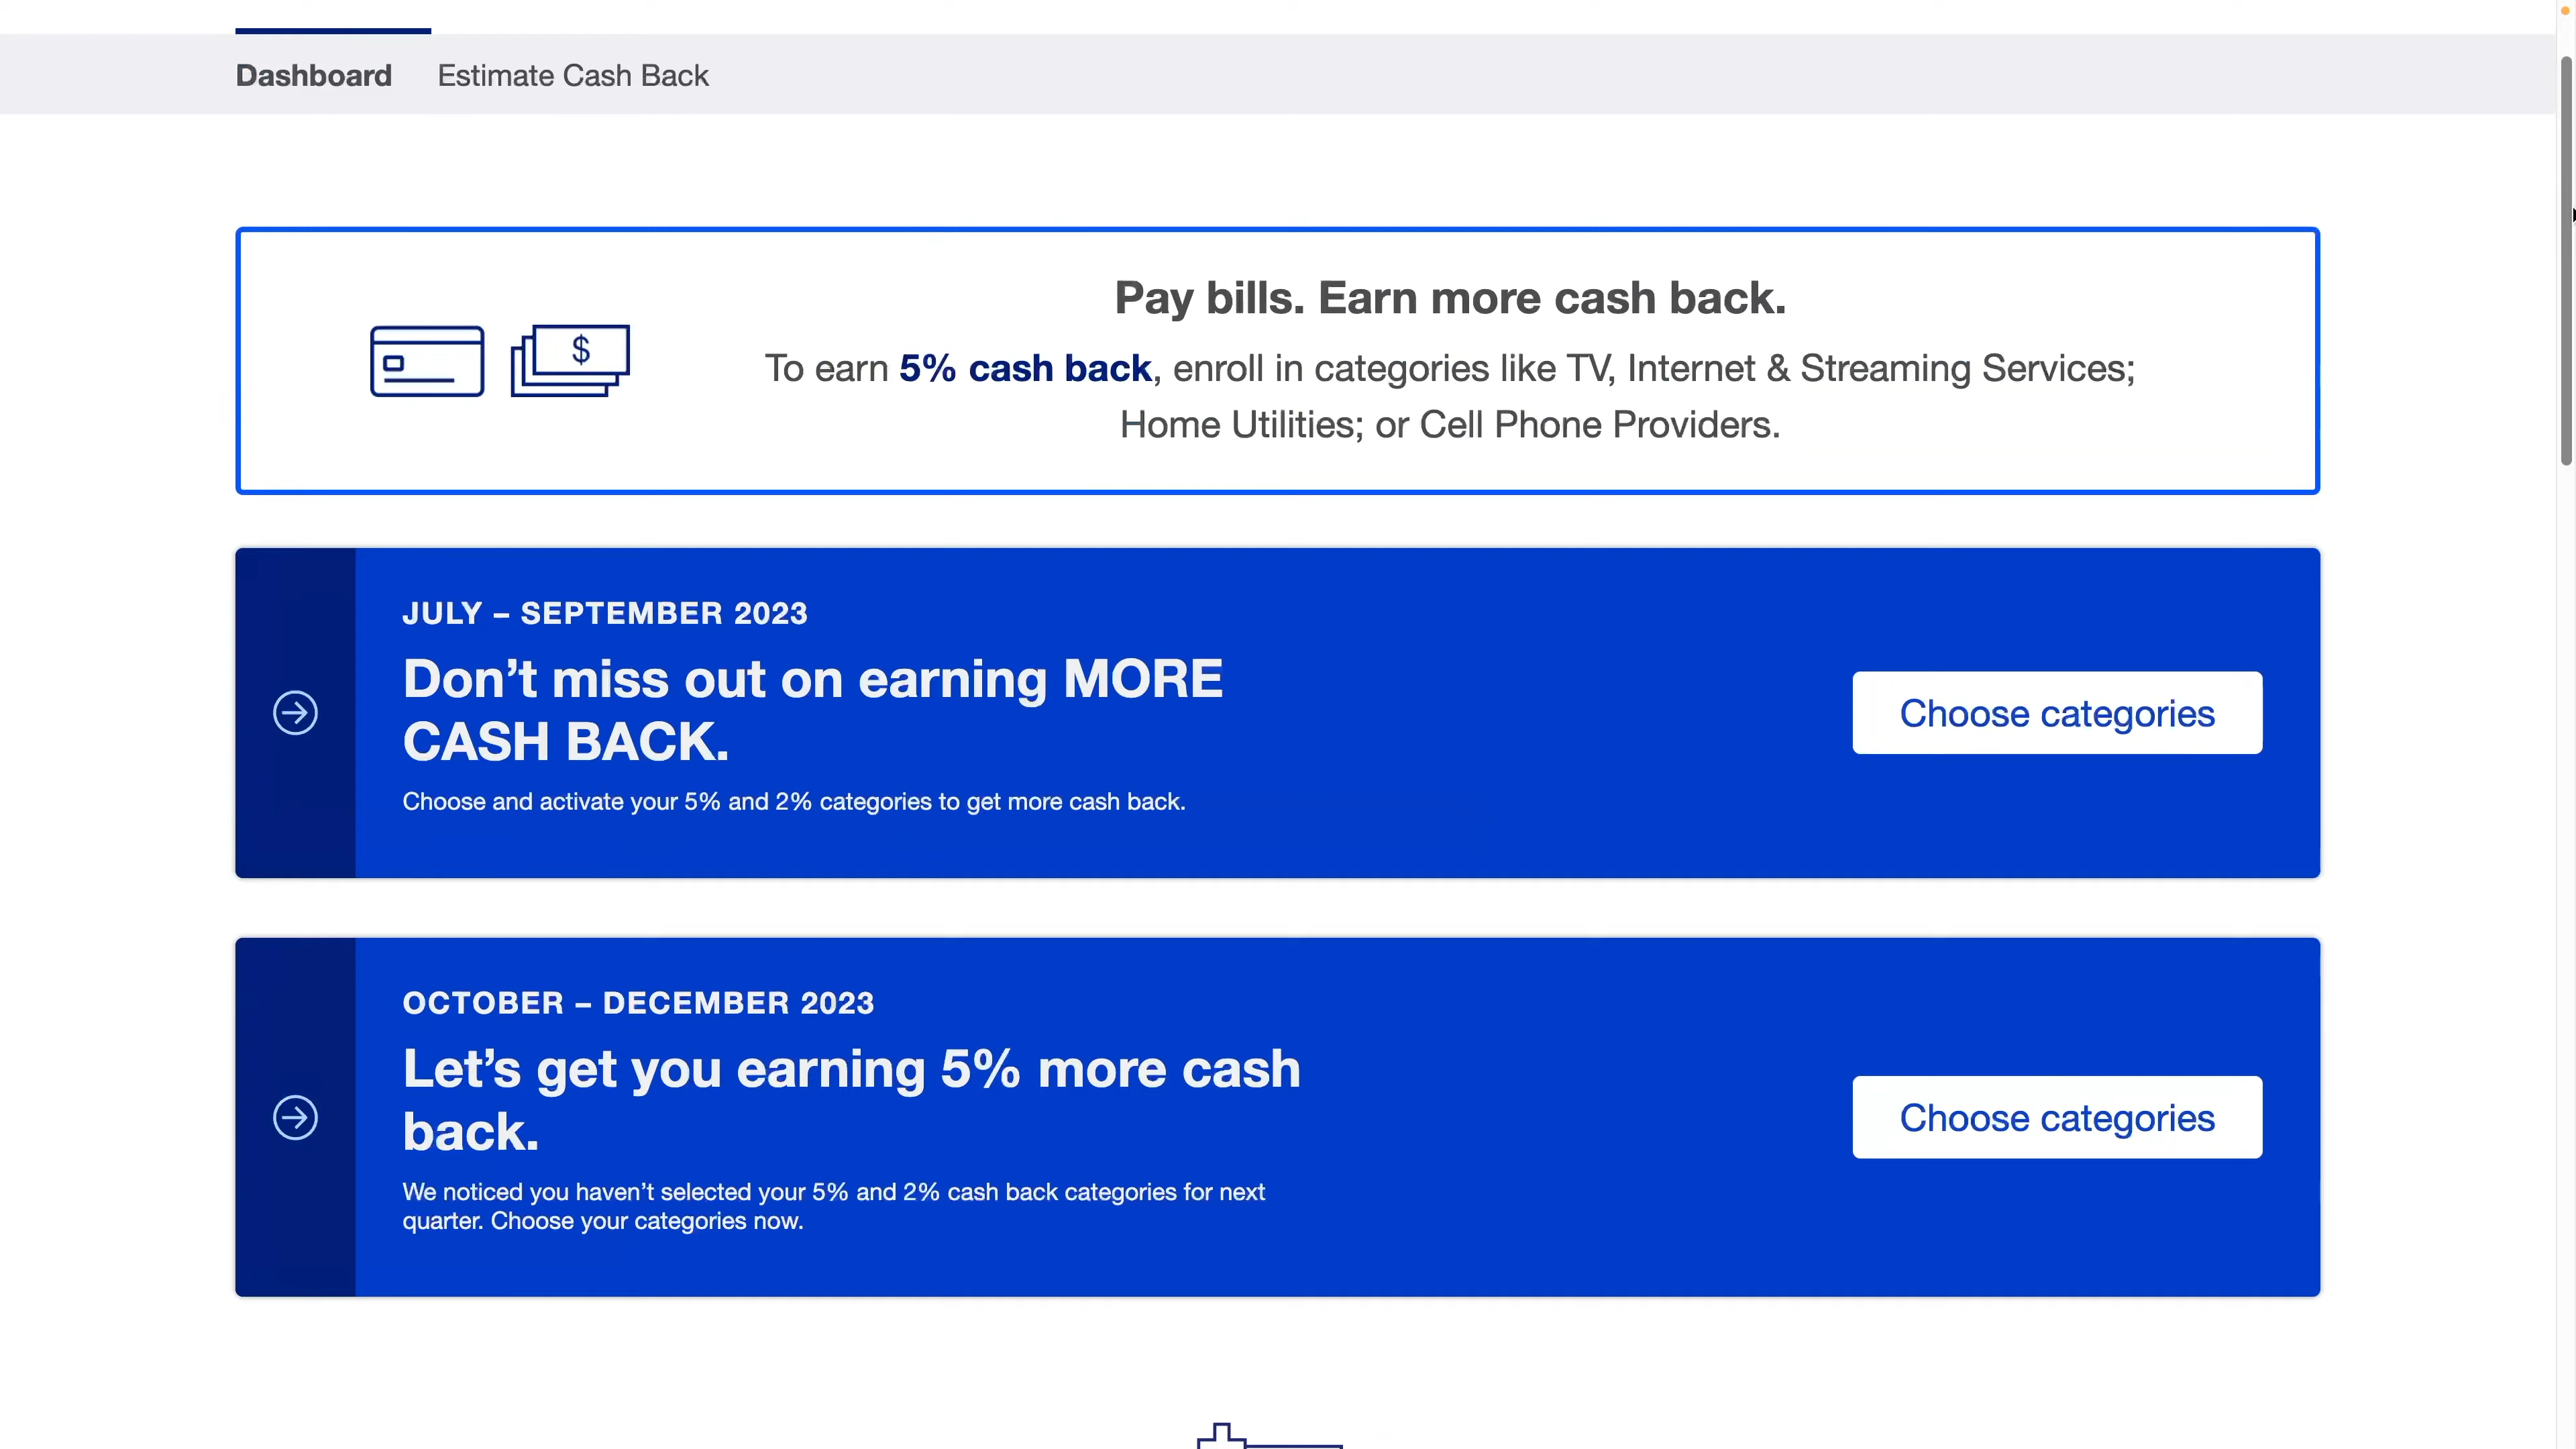 Dashboard
Estimate Cash Back
Pay bills. Earn more cash back.
$
To earn 5% cash back, enroll in categories like TV, Internet & Streaming Services;
Home Utilities; or Cell Phone Providers.
JULY – SEPTEMBER 2023
Don’t miss out on earning MORE
CASH BACK.
Choose and activate your 5% and 2% categories to get more cash back.
Choose categories
OCTOBER – DECEMBER 2023
Let’s get you earning 5% more cash
back.
We noticed you haven’t selected your 5% and 2% cash back categories for next
quarter. Choose your categories now.
Choose categories